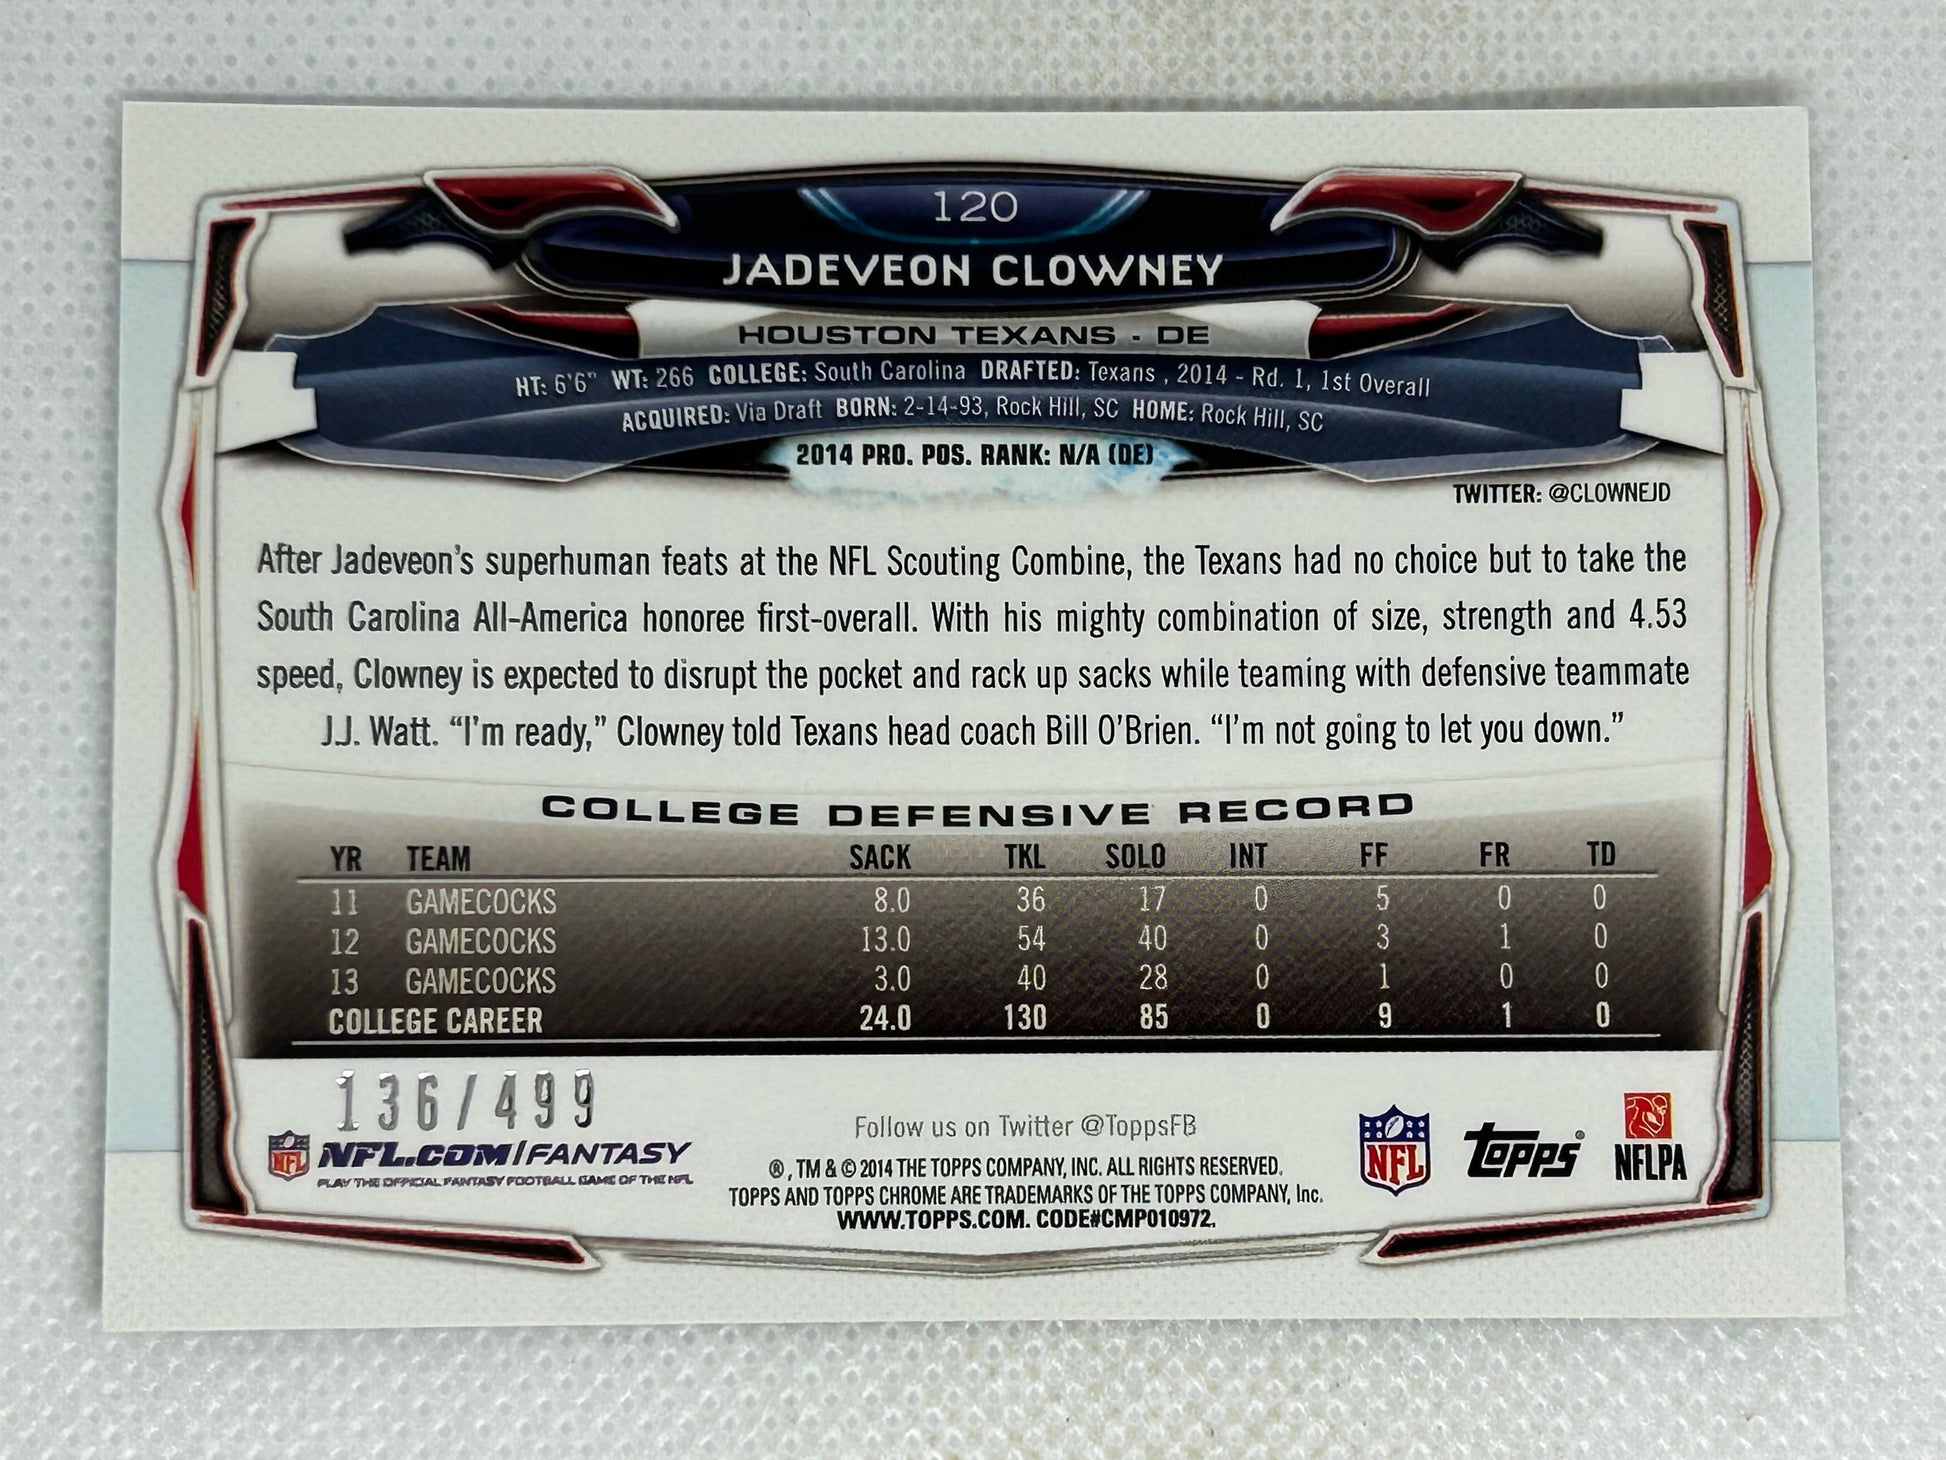 120
JADEVEON CLOWNEY
HOUSTON TEXANS - DE
HT: 6'6" WT: 266 COLLEGE: South Carolina DRAFTED: Texans , 2014 - Rd. 1, 1st Overall
ACQUIRED: Via Draft BORN: 2-14-93, Rock Hill, SC HOME: Rock Hill, SC
2014 PRO. POS. RANK: N/A (DE)
TWITTER: @CLOWNEJD
After Jadeveon's superhuman feats at the NFL Scouting Combine, the Texans had no choice but to take the
South Carolina All-America honoree first-overall. With his mighty combination of size, strength and 4.53
speed, Clowney is expected to disrupt the pocket and rack up sacks while teaming with defensive teammate
J.J. Watt. “I'm ready,” Clowney told Texans head coach Bill O'Brien. “I'm not going to let you down.”
COLLEGE DEFENSIVE RECORD
YR TEAM SACK TKL SOLO INT FF FR TD
11 GAMECOCKS 8.0 36 17 0 5 0 0
12 GAMECOCKS 13.0 54 40 0 3 1 0
13 GAMECOCKS 3.0 40 28 0 1 0 0
COLLEGE CAREER 24.0 130 85 0 9 1 0
136/499
NFL NFL.COM/FANTASY
PLAY THE OFFICIAL FANTASY FOOTBALL GAME OF THE NFL
Follow us on Twitter @ToppsFB
®, TM & © 2014 THE TOPPS COMPANY, INC. ALL RIGHTS RESERVED.
TOPPS AND TOPPS CHROME ARE TRADEMARKS OF THE TOPPS COMPANY, Inc.
WWW.TOPPS.COM. CODE#CMP010972.
NFL Topps® NFLPA